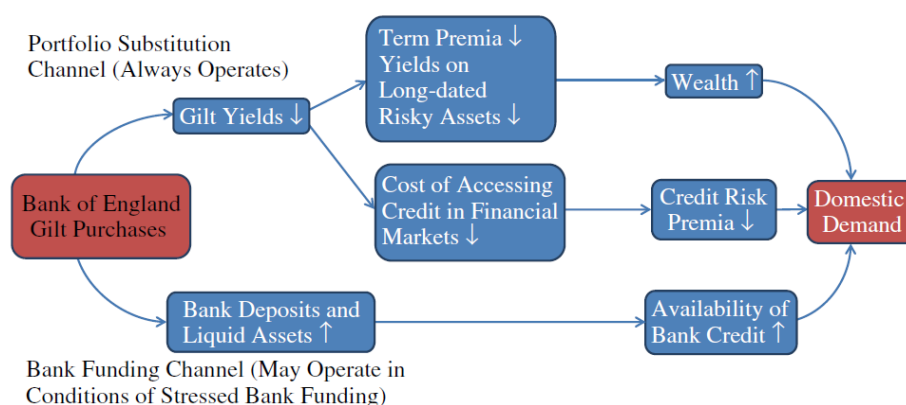 Portfolio Substitution
Channel (Always Operates)
Term Premia ↓
Yields on
Long-dated
Risky Assets ↓
Wealth ↑
Gilt Yields ↓
Bank of England
Gilt Purchases
Cost of Accessing
Credit in Financial
Markets ↓
Credit Risk
Premia ↓
Domestic
Demand
Bank Deposits and
Liquid Assets ↑
Availability of
Bank Credit ↑
Bank Funding Channel (May Operate in
Conditions of Stressed Bank Funding)